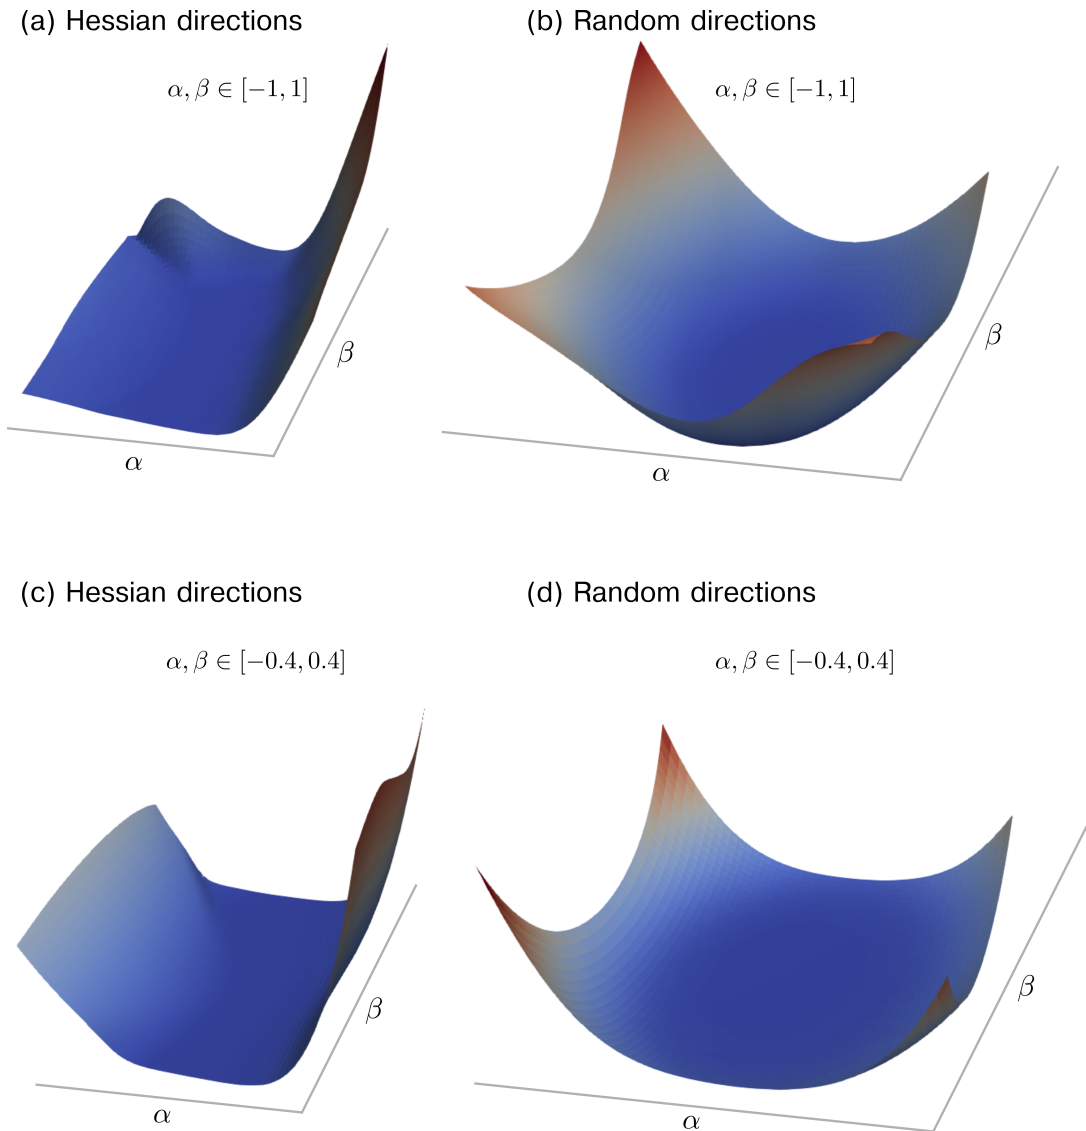 (a) Hessian directions
α, β ∈ [−1, 1]
β
α
(b) Random directions
α, β ∈ [−1, 1]
β
α
(c) Hessian directions
α, β ∈ [−0.4, 0.4]
β
α
(d) Random directions
α, β ∈ [−0.4, 0.4]
β
α